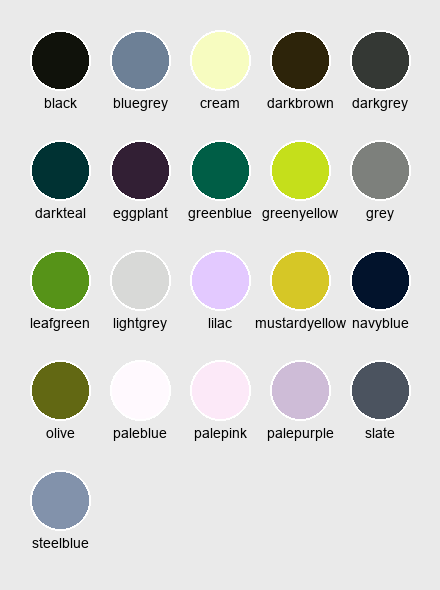 black bluegrey cream darkbrown darkgrey
darkteal eggplant greenblue greenyellow grey
leafgreen lightgrey lilac mustardyellow navyblue
olive paleblue palepink palepurple slate
steelblue